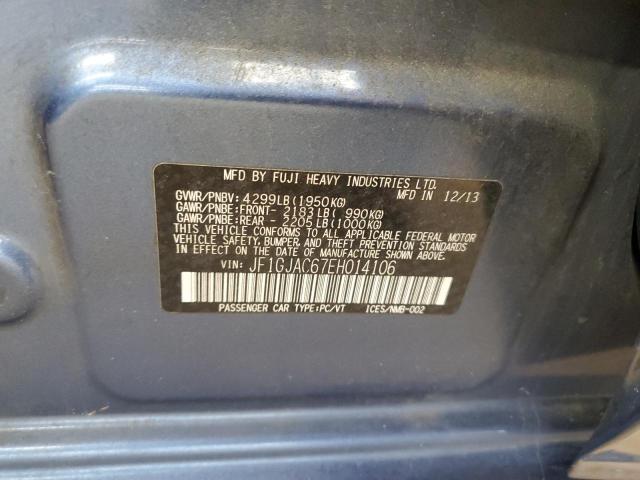 MFD BY FUJI HEAVY INDUSTRIES LTD.
GVWR/PNBV: 4299LB(1950KG) MFD IN 12/13
GAWR/PNBE:FRONT- 2183LB( 990KG)
GAWR/PNBE:REAR - 2205LB(1000KG)
THIS VEHICLE CONFORMS TO ALL APPLICABLE FEDERAL MOTOR
VEHICLE SAFETY, BUMPER, AND THEFT PREVENTION STANDARDS
IN EFFECT ON THE DATE OF MANUFACTURE SHOWN ABOVE.
VIN: JF1GJAC67EH014106
PASSENGER CAR TYPE:PC/VT ICES/NMB-002